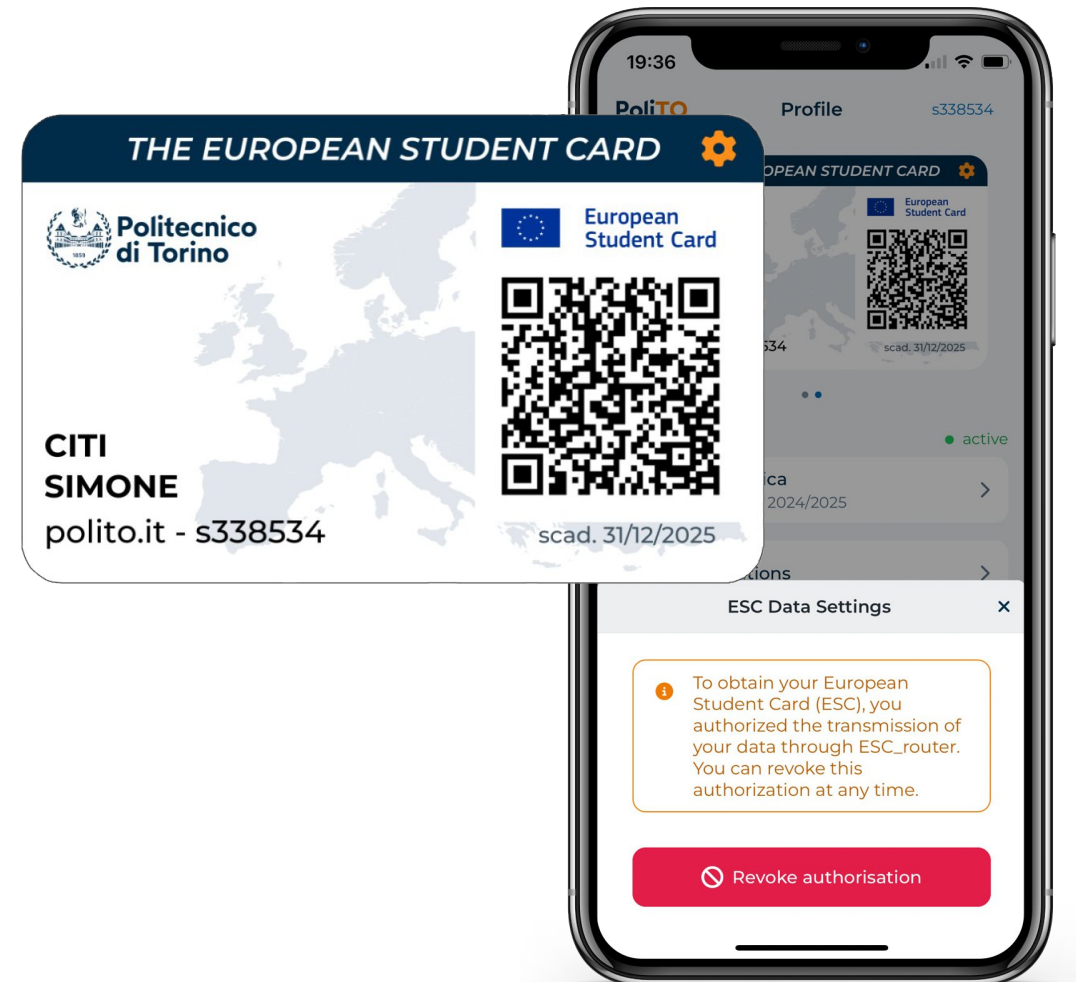 THE EUROPEAN STUDENT CARD
Politecnico
di Torino
1859
European
Student Card
CITI
SIMONE
polito.it - s338534
scad. 31/12/2025
19:36
PoliTO
Profile
s338534
OPEAN STUDENT CARD
European
Student Card
534
scad. 31/12/2025
active
ica
2024/2025
tions
ESC Data Settings
To obtain your European
Student Card (ESC), you
authorized the transmission of
your data through ESC_router.
You can revoke this
authorization at any time.
Revoke authorisation